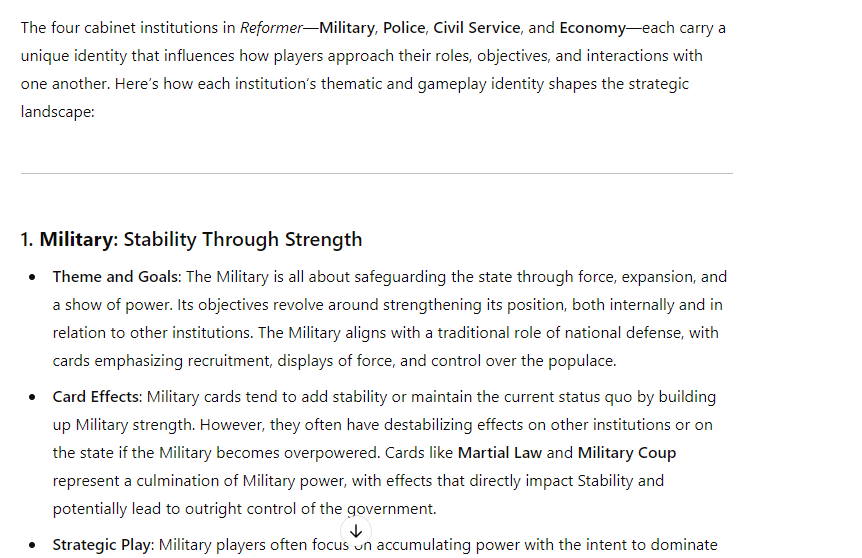 The four cabinet institutions in Reformer—Military, Police, Civil Service, and Economy—each carry a
unique identity that influences how players approach their roles, objectives, and interactions with
one another. Here's how each institution's thematic and gameplay identity shapes the strategic
landscape:
1. Military: Stability Through Strength
• Theme and Goals: The Military is all about safeguarding the state through force, expansion, and
a show of power. Its objectives revolve around strengthening its position, both internally and in
relation to other institutions. The Military aligns with a traditional role of national defense, with
cards emphasizing recruitment, displays of force, and control over the populace.
• Card Effects: Military cards tend to add stability or maintain the current status quo by building
up Military strength. However, they often have destabilizing effects on other institutions or on
the state if the Military becomes overpowered. Cards like Martial Law and Military Coup
represent a culmination of Military power, with effects that directly impact Stability and
potentially lead to outright control of the government.
• Strategic Play: Military players often focus on accumulating power with the intent to dominate